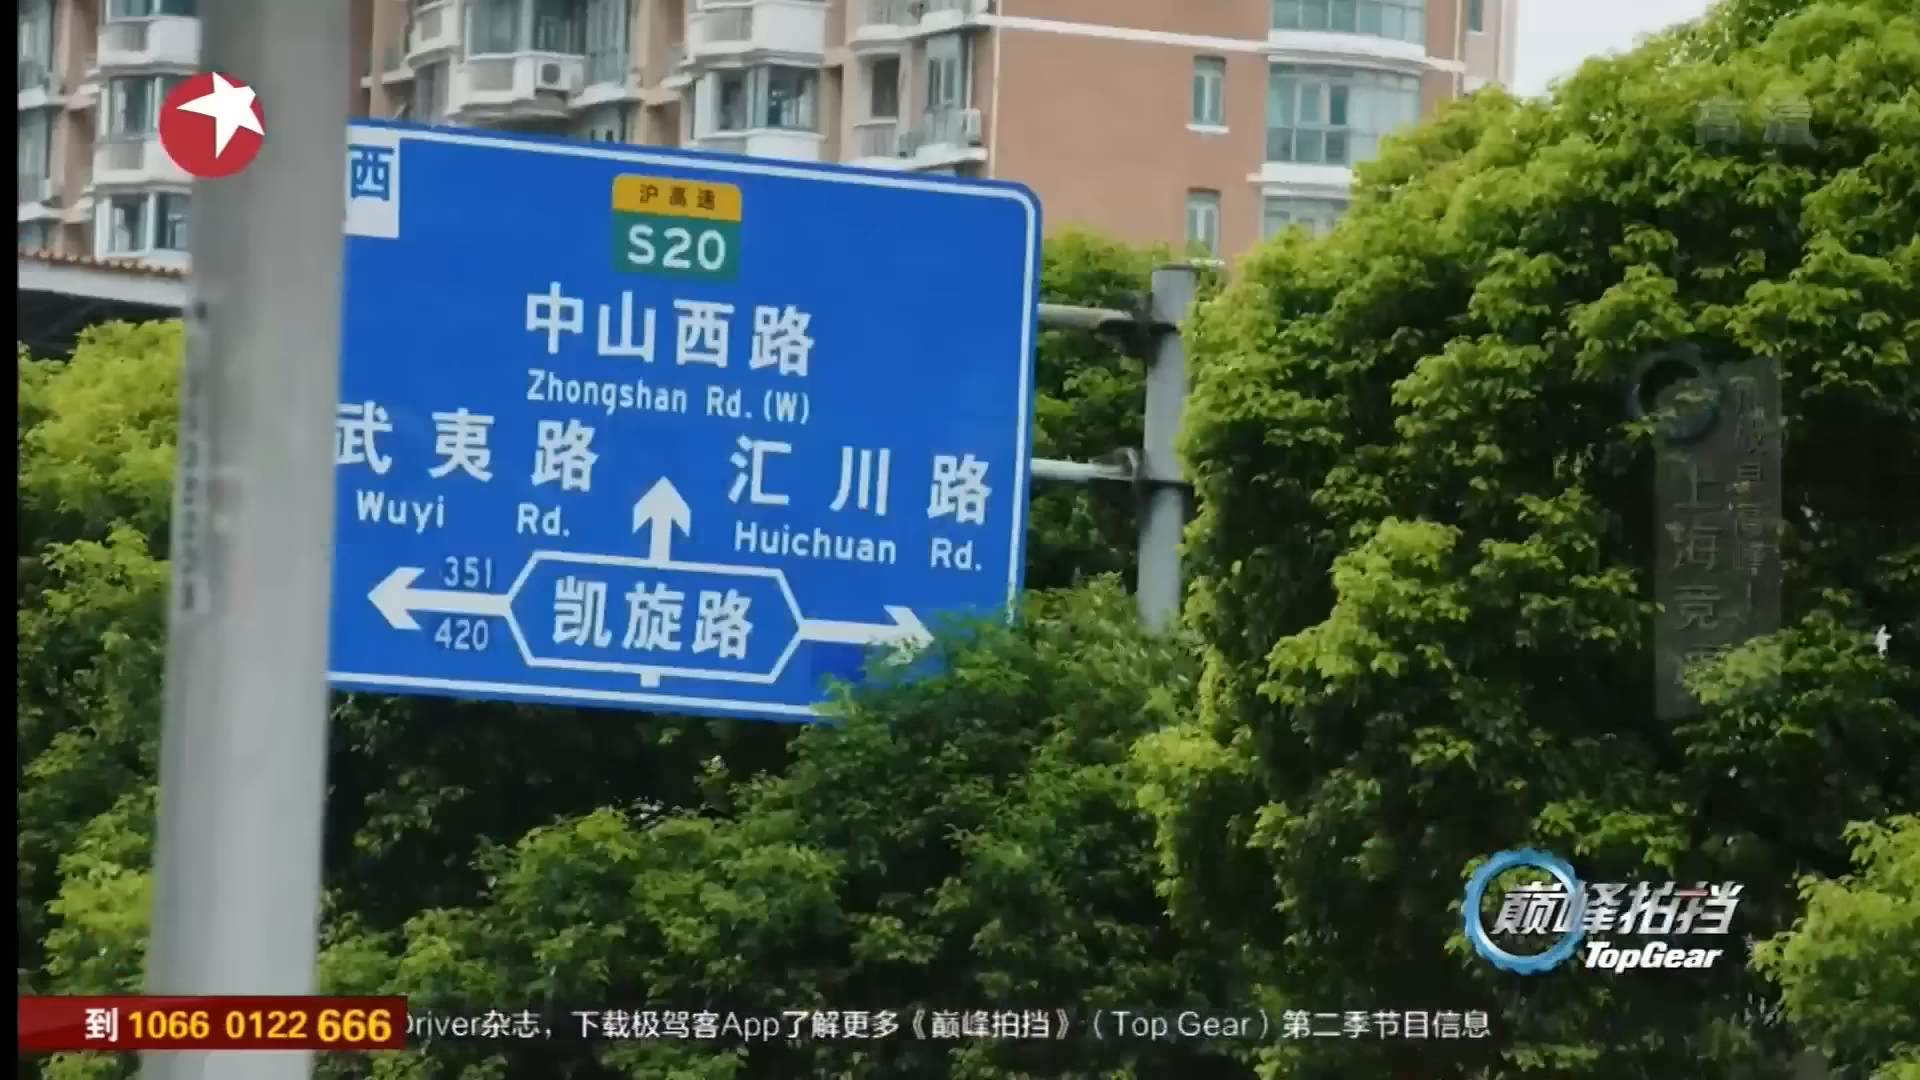 西
沪高速
S20
中山西路
Zhongshan Rd. (W)
武夷路
汇川路
Wuyi Rd.
Huichuan Rd.
351
420
凯旋路
巅峰拍挡
TopGear
到 1066 0122 666
Driver杂志，下载极驾客App了解更多《巅峰拍挡》（Top Gear）第二季节目信息